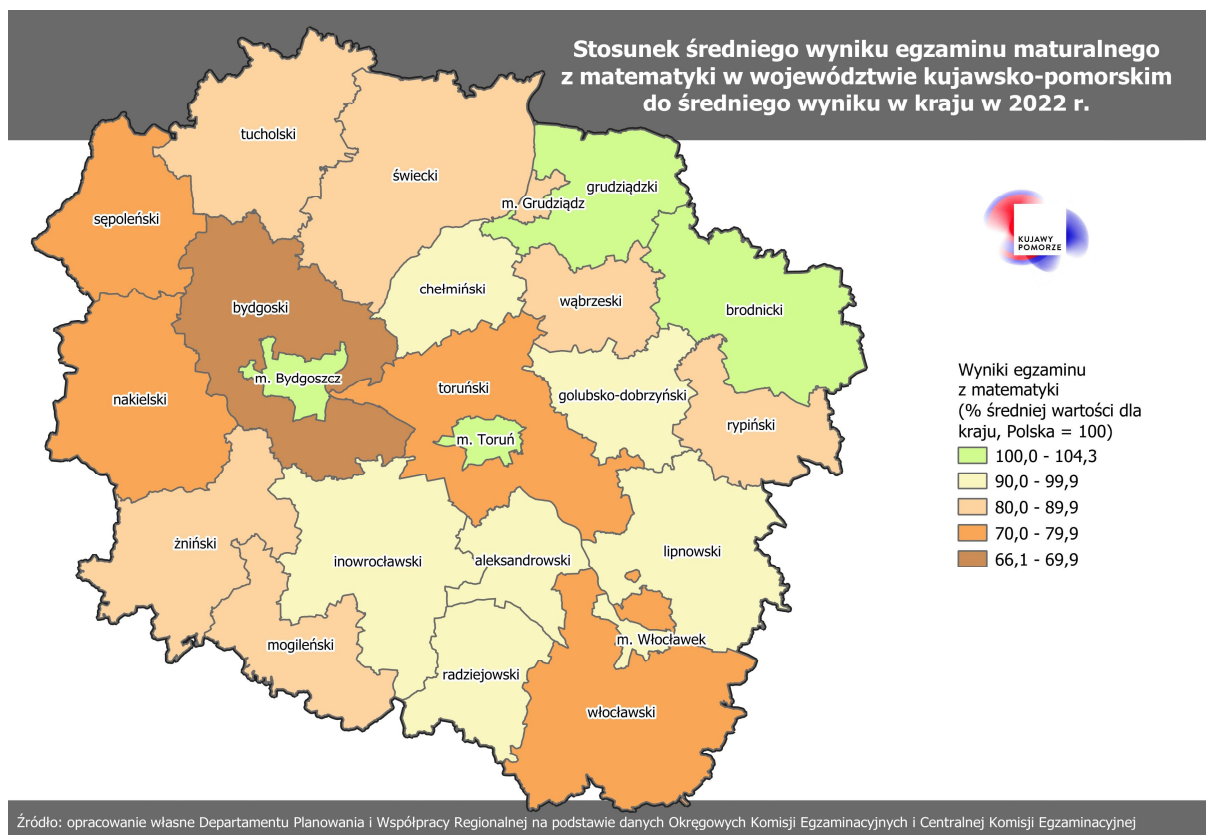 Stosunek średniego wyniku egzaminu maturalnego
z matematyki w województwie kujawsko-pomorskim
do średniego wyniku w kraju w 2022 r.
tucholski
świecki
grudziądzki
m. Grudziądz
sępoleński
KUJAWY
POMORZE
chełmiński
wąbrzeski
bydgoski
brodnicki
m. Bydgoszcz
toruński
golubsko-dobrzyński
nakielski
rypiński
m. Toruń
Wyniki egzaminu
z matematyki
(% średniej wartości dla
kraju, Polska = 100)
100,0 - 104,3
90,0 - 99,9
80,0 - 89,9
70,0 - 79,9
66,1 - 69,9
żniński
inowrocławski
aleksandrowski
lipnowski
mogileński
m. Włocławek
radziejowski
włocławski
Źródło: opracowanie własne Departamentu Planowania i Współpracy Regionalnej na podstawie danych Okręgowych Komisji Egzaminacyjnych i Centralnej Komisji Egzaminacyjnej